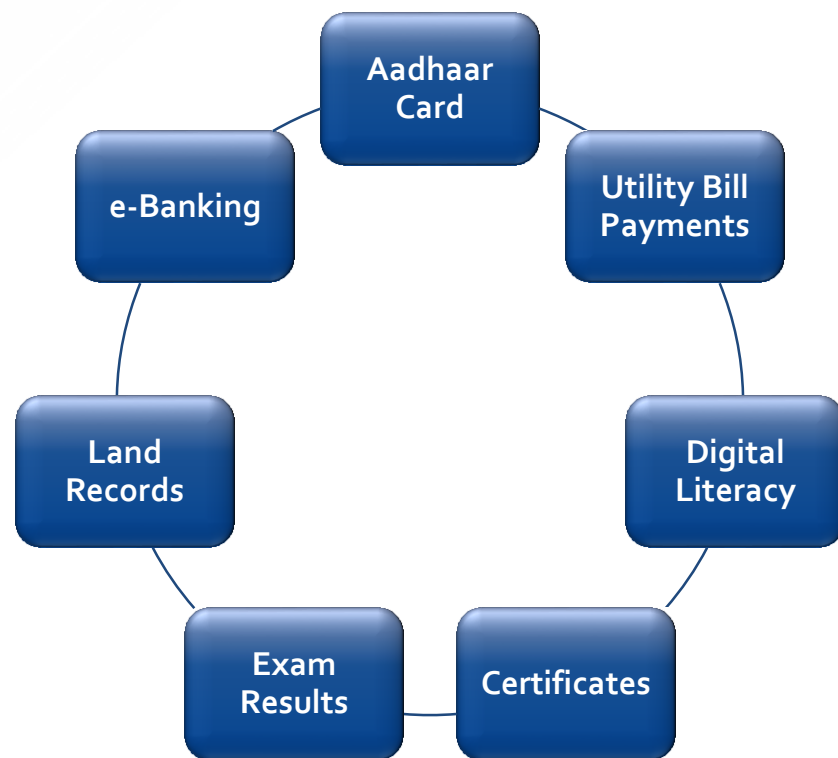 Aadhaar
Card
Utility Bill
Payments
Digital
Literacy
Certificates
Exam
Results
Land
Records
e-Banking